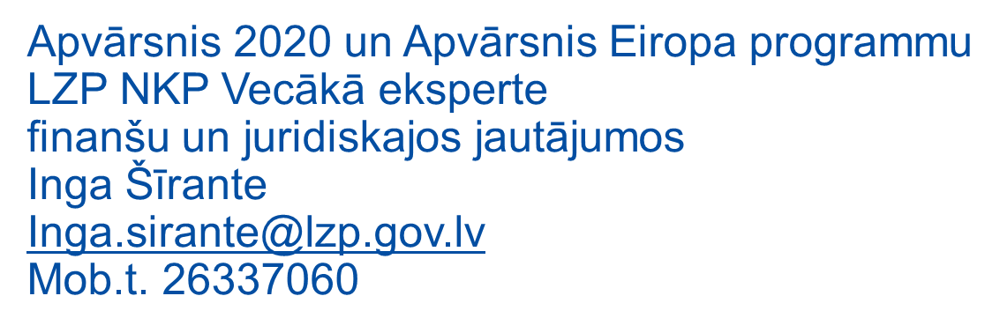 Apvārsnis 2020 un Apvārsnis Eiropa programmu
LZP NKP Vecākā eksperte
finanšu un juridiskajos jautājumos
Inga Šīrante
Inga.sirante@lzp.gov.lv
Mob.t. 26337060